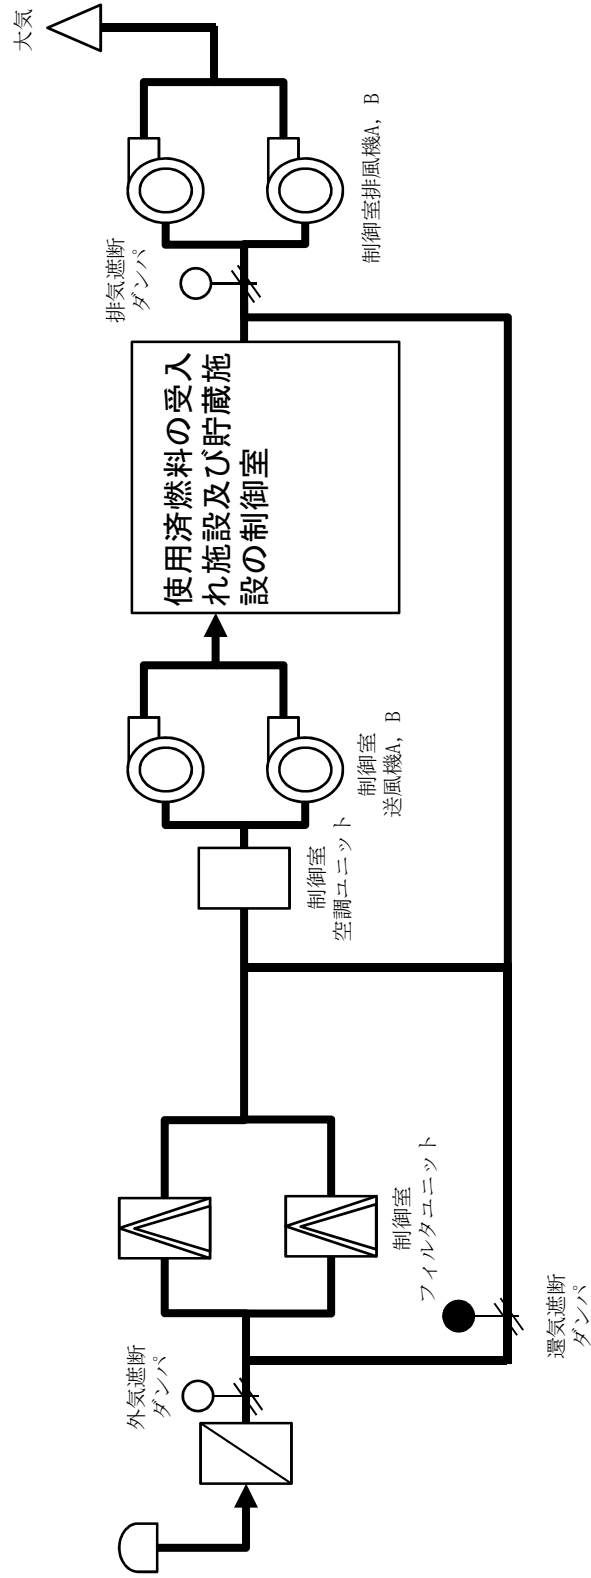 外気遮断
ダンパ
還気遮断
ダンパ
制御室
フィルタユニット
制御室
空調ユニット
制御室
送風機A, B
使用済燃料の受入
れ施設及び貯蔵施
設の制御室
排気遮断
ダンパ
制御室排風機A, B
大気